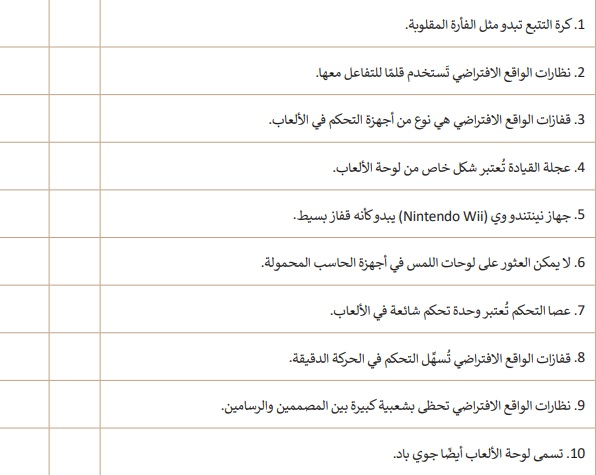 1. كرة التتبع تبدو مثل الفأرة المقلوبة.
2. نظارات الواقع الافتراضي تَستخدم قلمًا للتفاعل معها.
3. قفازات الواقع الافتراضي هي نوع من أجهزة التحكم في الألعاب.
4. عجلة القيادة تُعتبر شكل خاص من لوحة الألعاب.
5. جهاز نينتندو وي (Nintendo Wii) يبدو كأنه قفاز بسيط.
6. لا يمكن العثور على لوحات اللمس في أجهزة الحاسب المحمولة.
7. عصا التحكم تُعتبر وحدة تحكم شائعة في الألعاب.
8. قفازات الواقع الافتراضي تُسهِّل التحكم في الحركة الدقيقة.
9. نظارات الواقع الافتراضي تحظى بشعبية كبيرة بين المصممين والرسامين.
10. تسمى لوحة الألعاب أيضًا جوي باد.